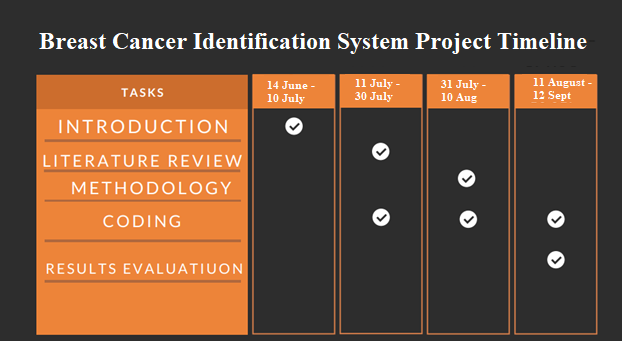 Breast Cancer Identification System Project Timeline
TASKS
14 June -
10 July
11 July -
30 July
31 July -
10 Aug
11 August -
12 Sept
INTRODUCTION
LITERATURE REVIEW
METHODOLOGY
CODING
RESULTS EVALUATIUON